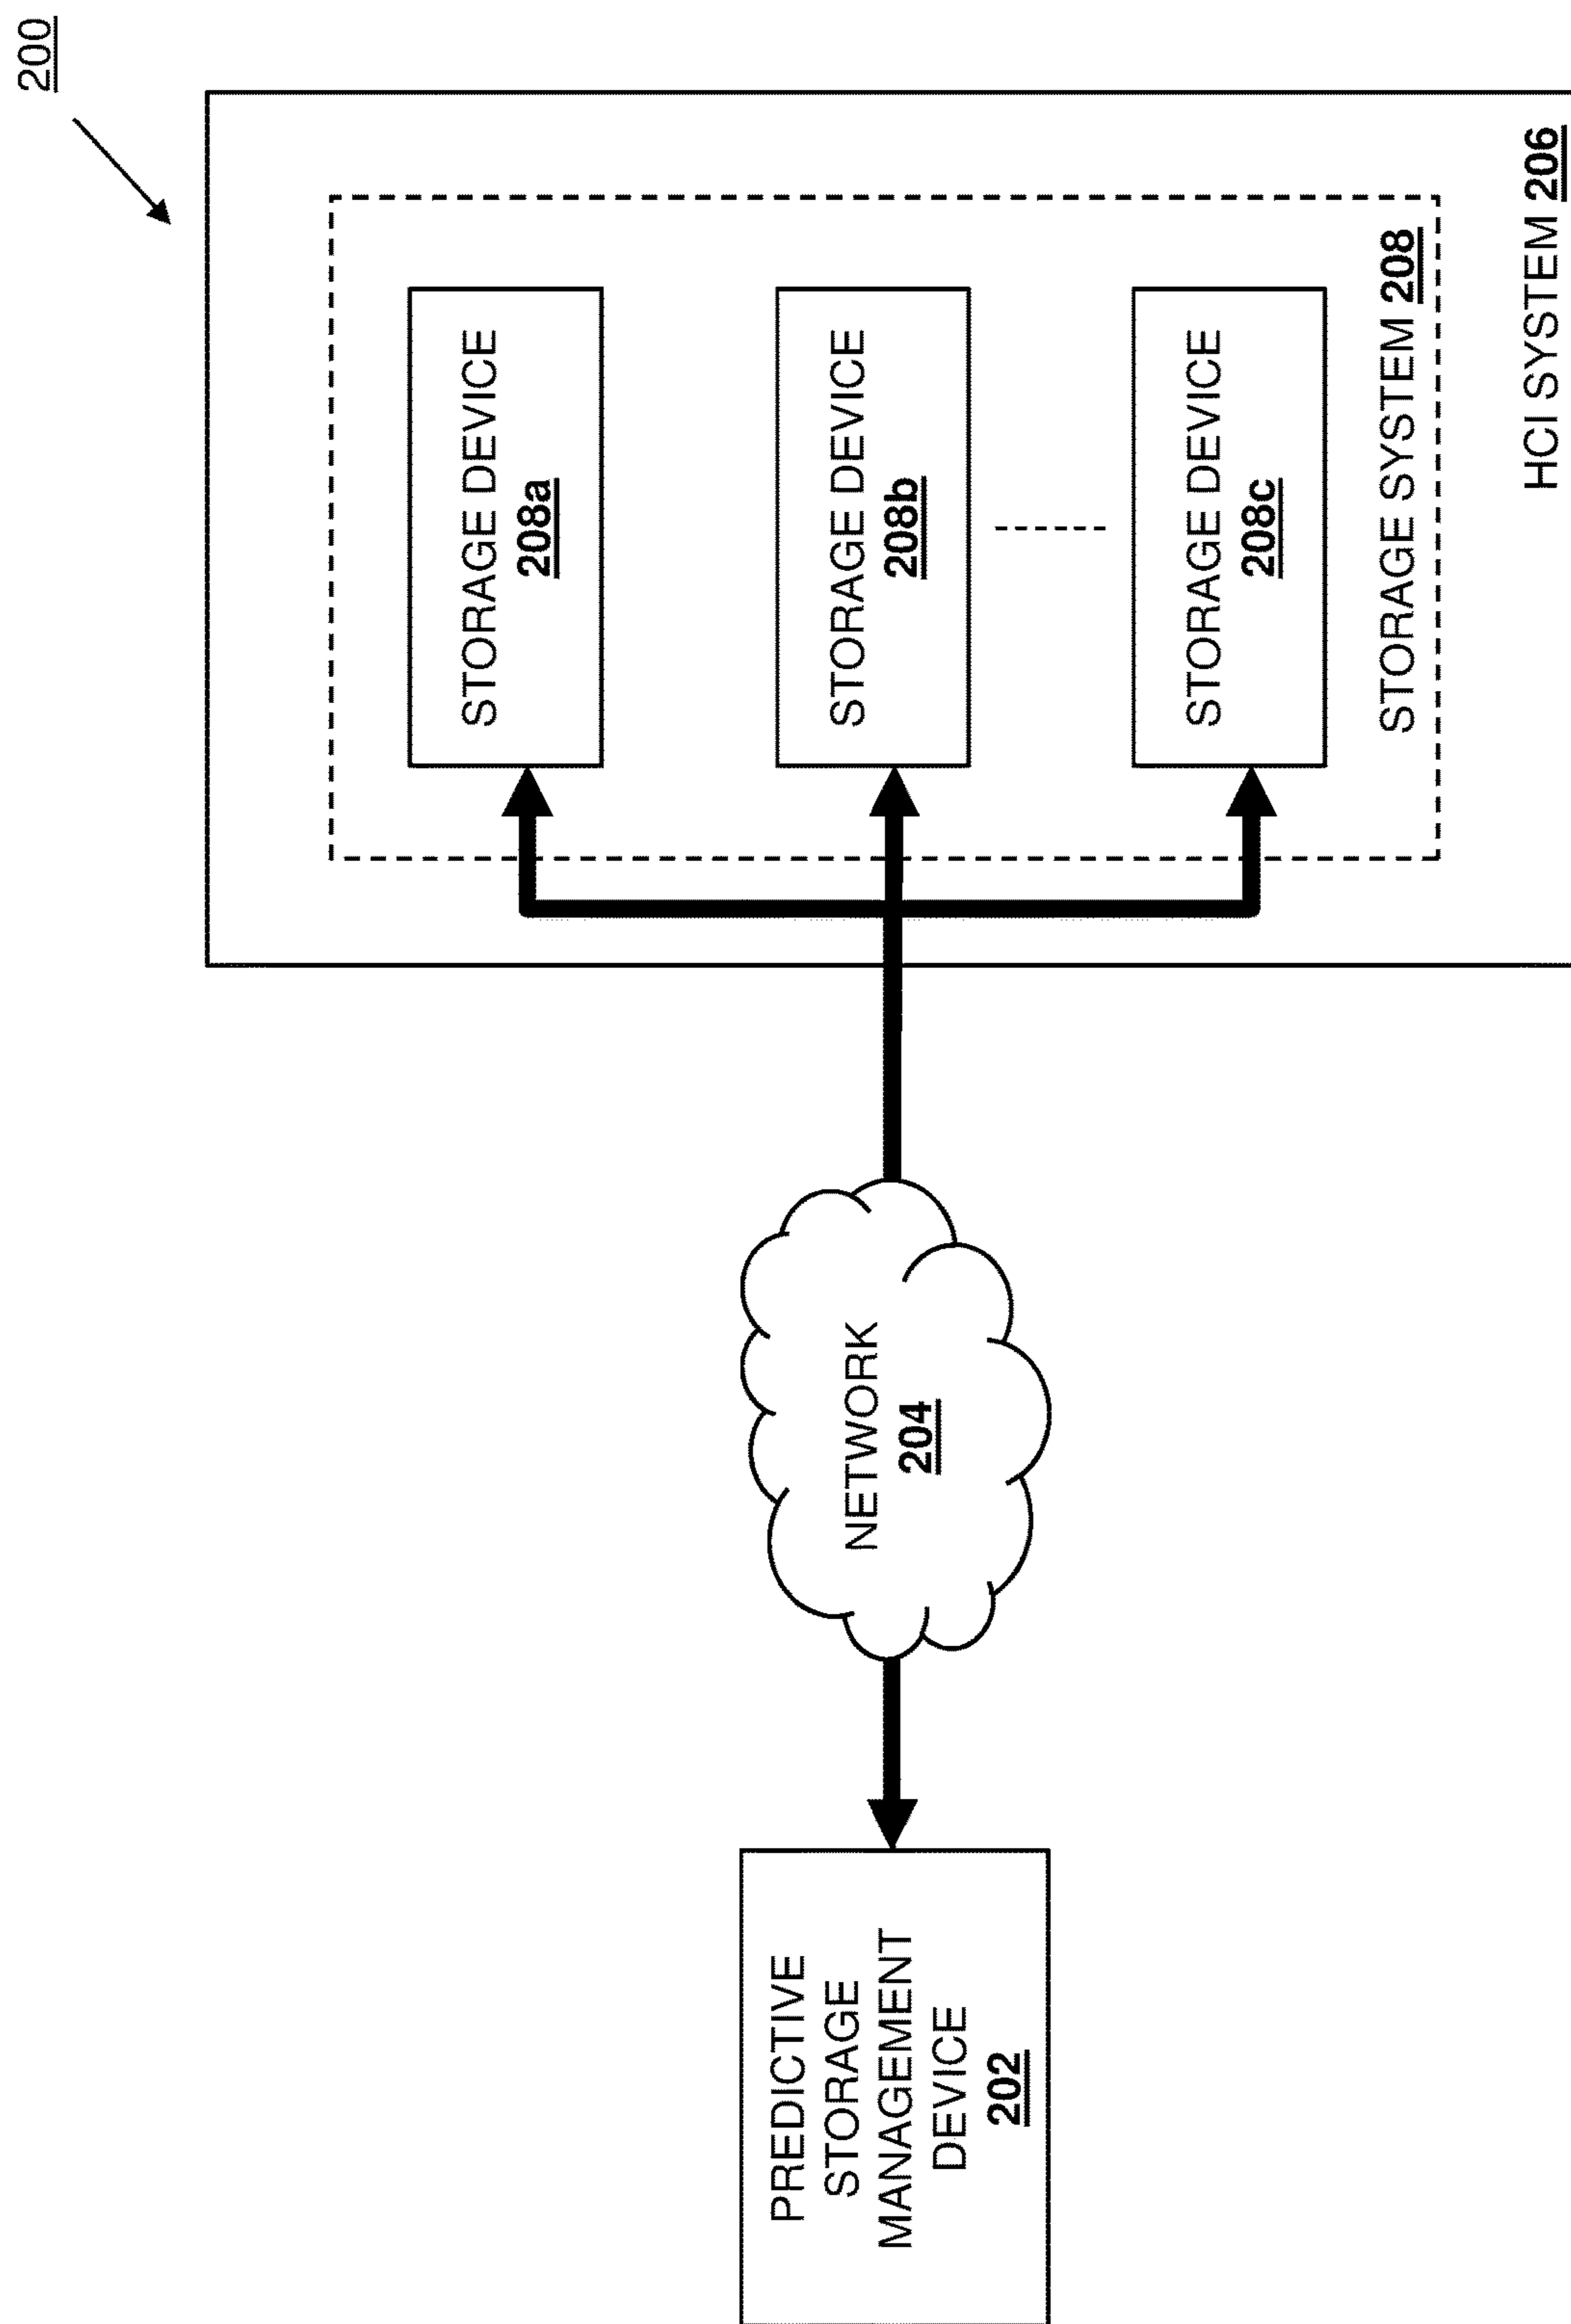 200
PREDICTIVE
STORAGE
MANAGEMENT
DEVICE
202
NETWORK
204
STORAGE DEVICE
208a
STORAGE DEVICE
208b
STORAGE DEVICE
208c
STORAGE SYSTEM 208
HCI SYSTEM 206